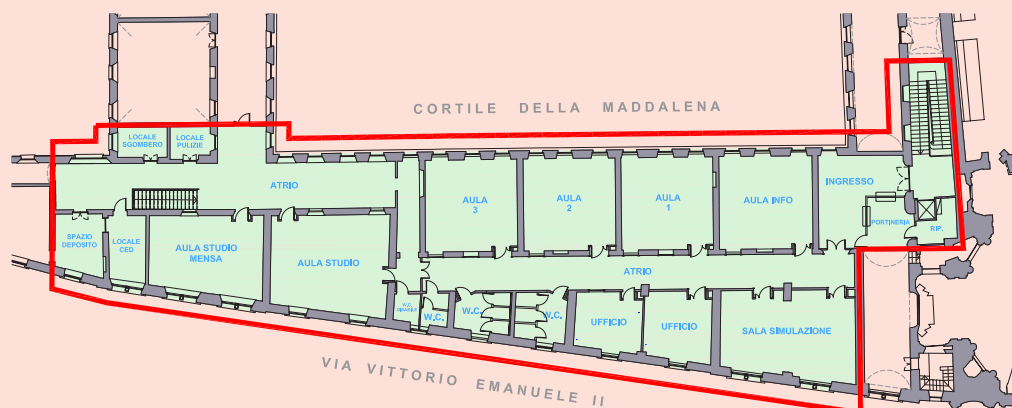 CORTILE DELLA MADDALENA
LOCALE
SGOMBERO
LOCALE
PULIZIE
ATRIO
AULA
3
AULA
2
AULA
1
AULA INFO
INGRESSO
PORTINERIA
RIP.
SPAZIO
DEPOSITO
LOCALE
CED
AULA STUDIO
MENSA
AULA STUDIO
ATRIO
W.C.
DISABILE
W.C.
W.C.
W.C.
UFFICIO
UFFICIO
SALA SIMULAZIONE
VIA VITTORIO EMANUELE II